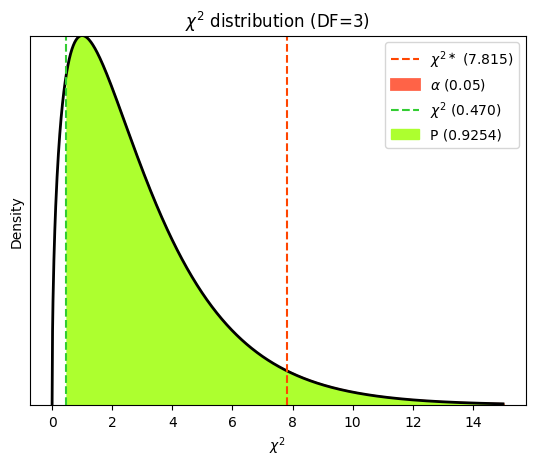 χ² distribution (DF=3)
χ²* (7.815)
α (0.05)
χ² (0.470)
P (0.9254)
Density
0 2 4 6 8 10 12 14
χ²